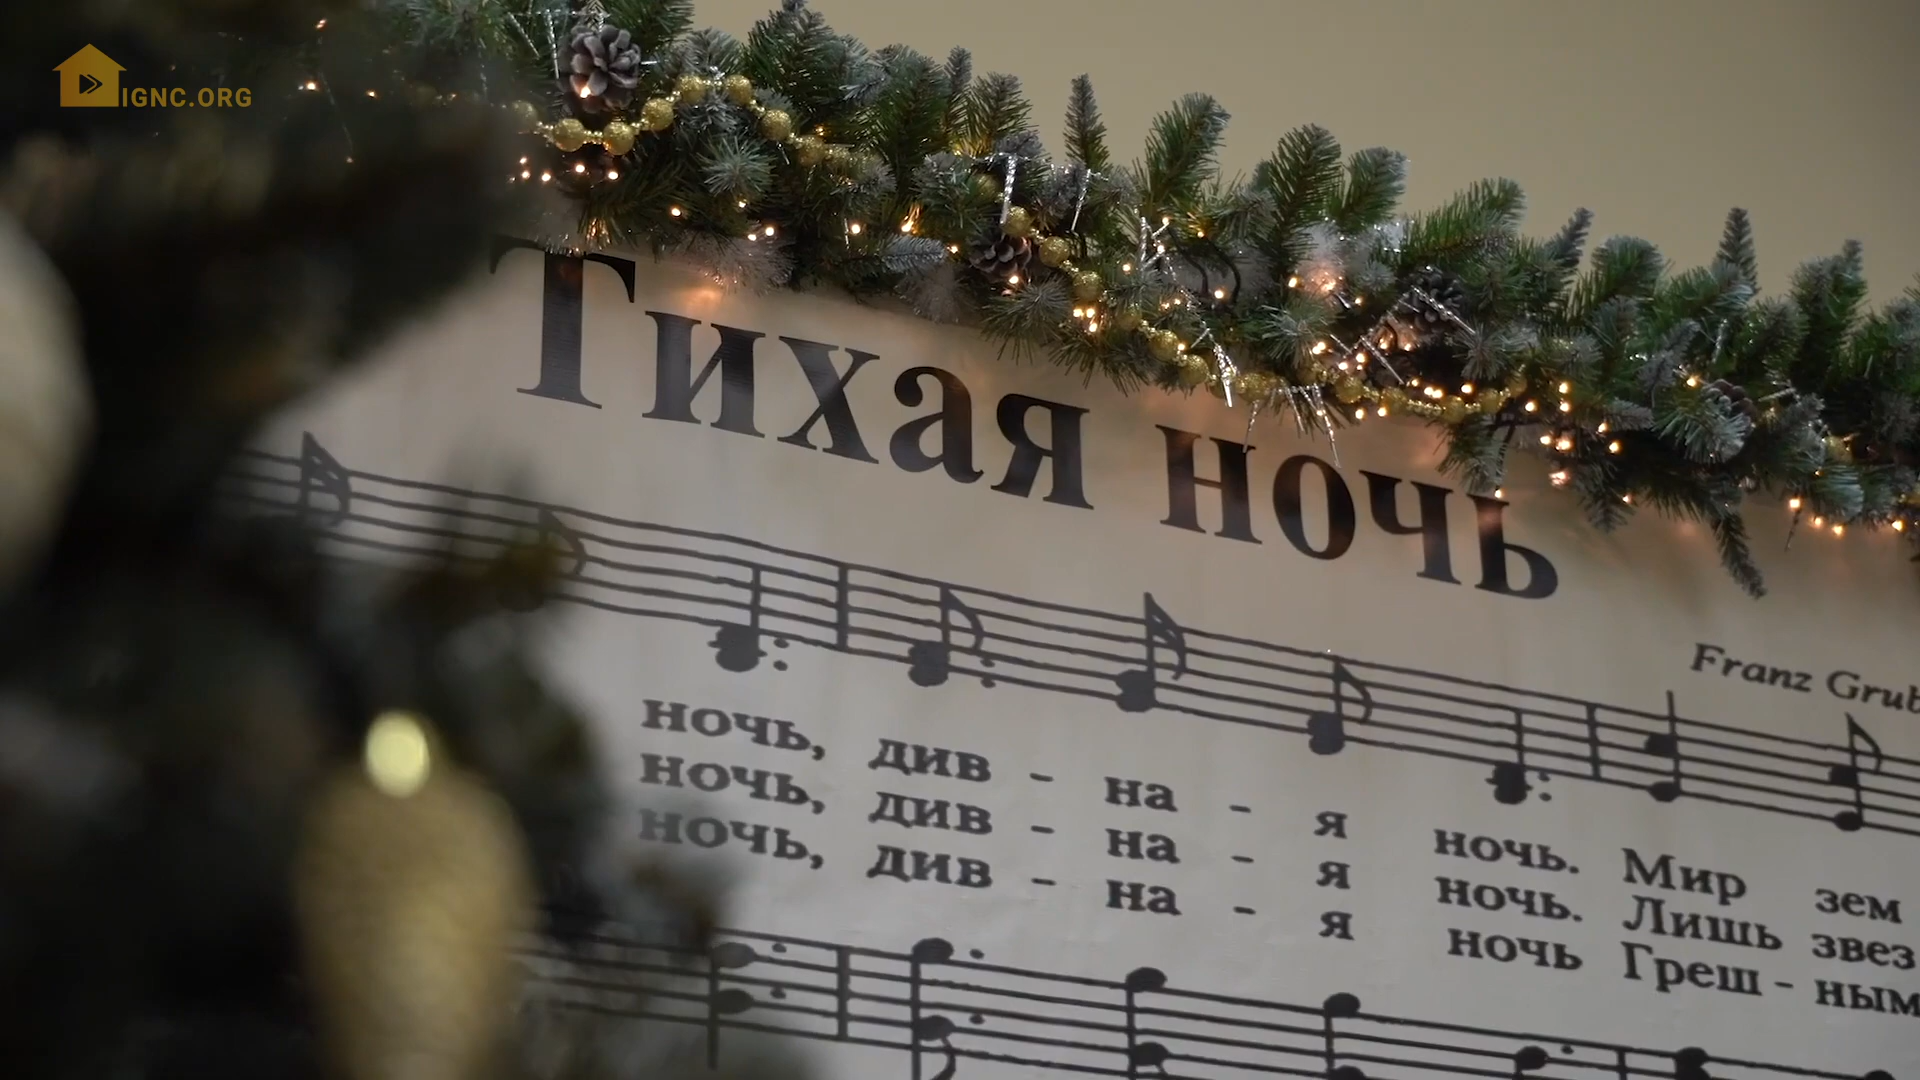 IGNC.ORG
Тихая ночь
Franz
ночь, див - на - я ночь. Мир зем
ночь, див - на - я ночь. Лишь звез
ночь, див - на - я ночь Греш - ным